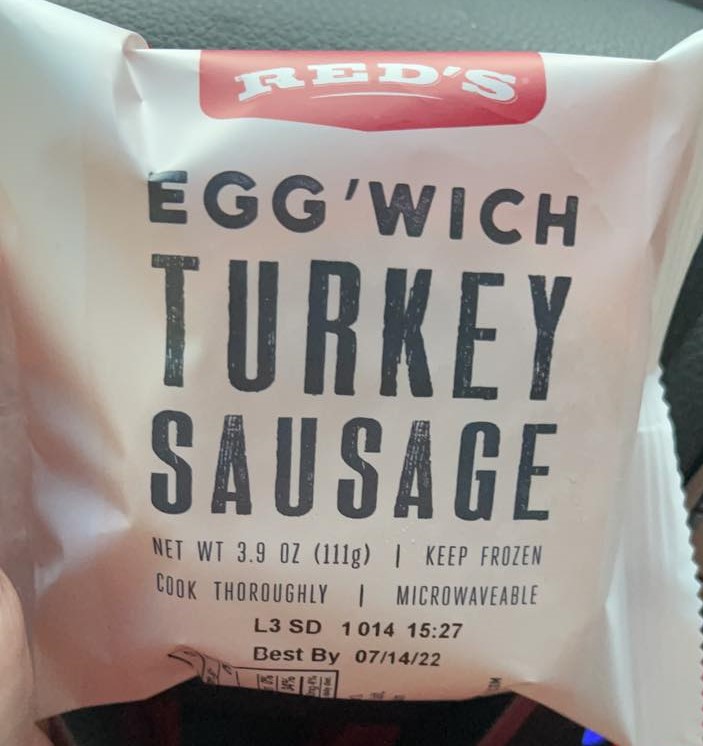 RED'S
EGG'WICH
TURKEY
SAUSAGE
NET WT 3.9 OZ (111g) | KEEP FROZEN
COOK THOROUGHLY | MICROWAVEABLE
L3 SD 1014 15:27
Best By 07/14/22